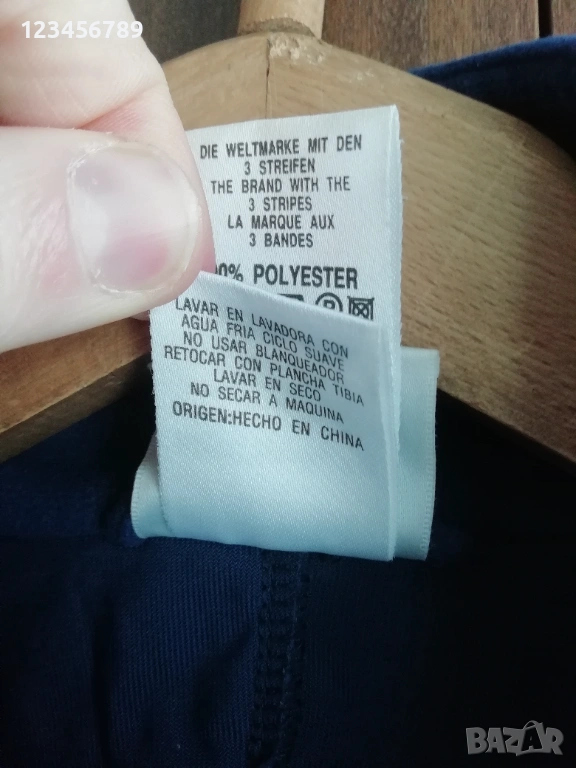 123456789
DIE WELTMARKE MIT DEN
3 STREIFEN
THE BRAND WITH THE
3 STRIPES
LA MARQUE AUX
3 BANDES
POLYESTER
LAVAR EN LAVADORA CON
AGUA FRIA CICLO SUAVE
NO USAR BLANQUEADOR
RETOCAR CON PLANCHA TIBIA
LAVAR EN SECO
NO SECAR A MAQUINA
ORIGEN:HECHO EN CHINA
BAZAR